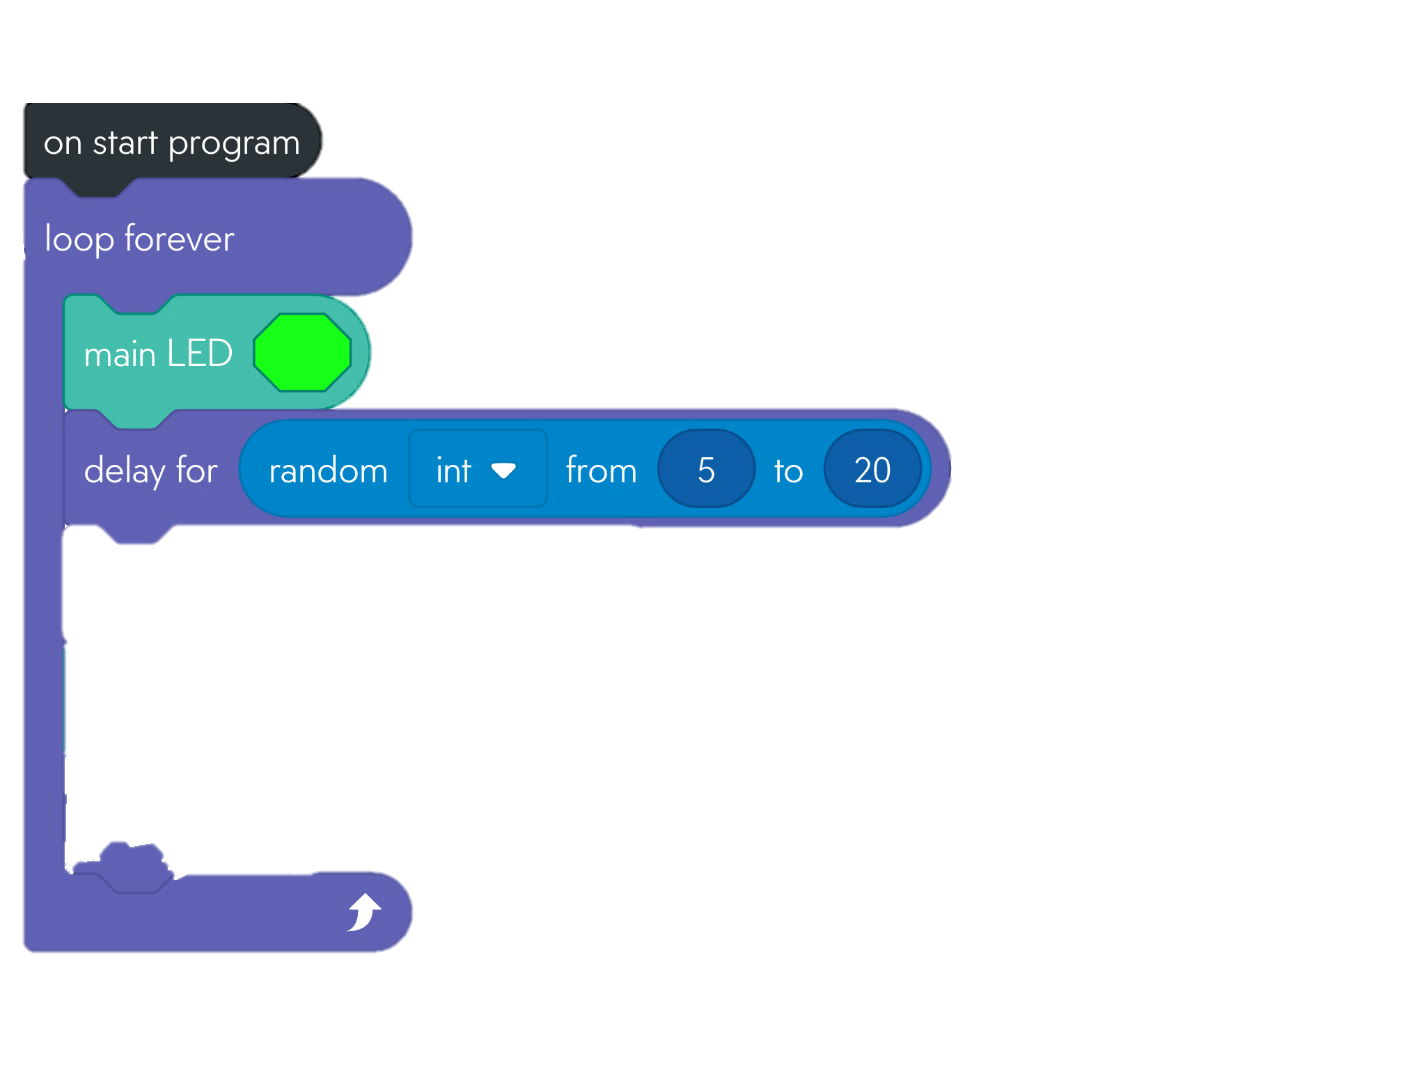 on start program
loop forever
main LED
delay for random int from 5 to 20